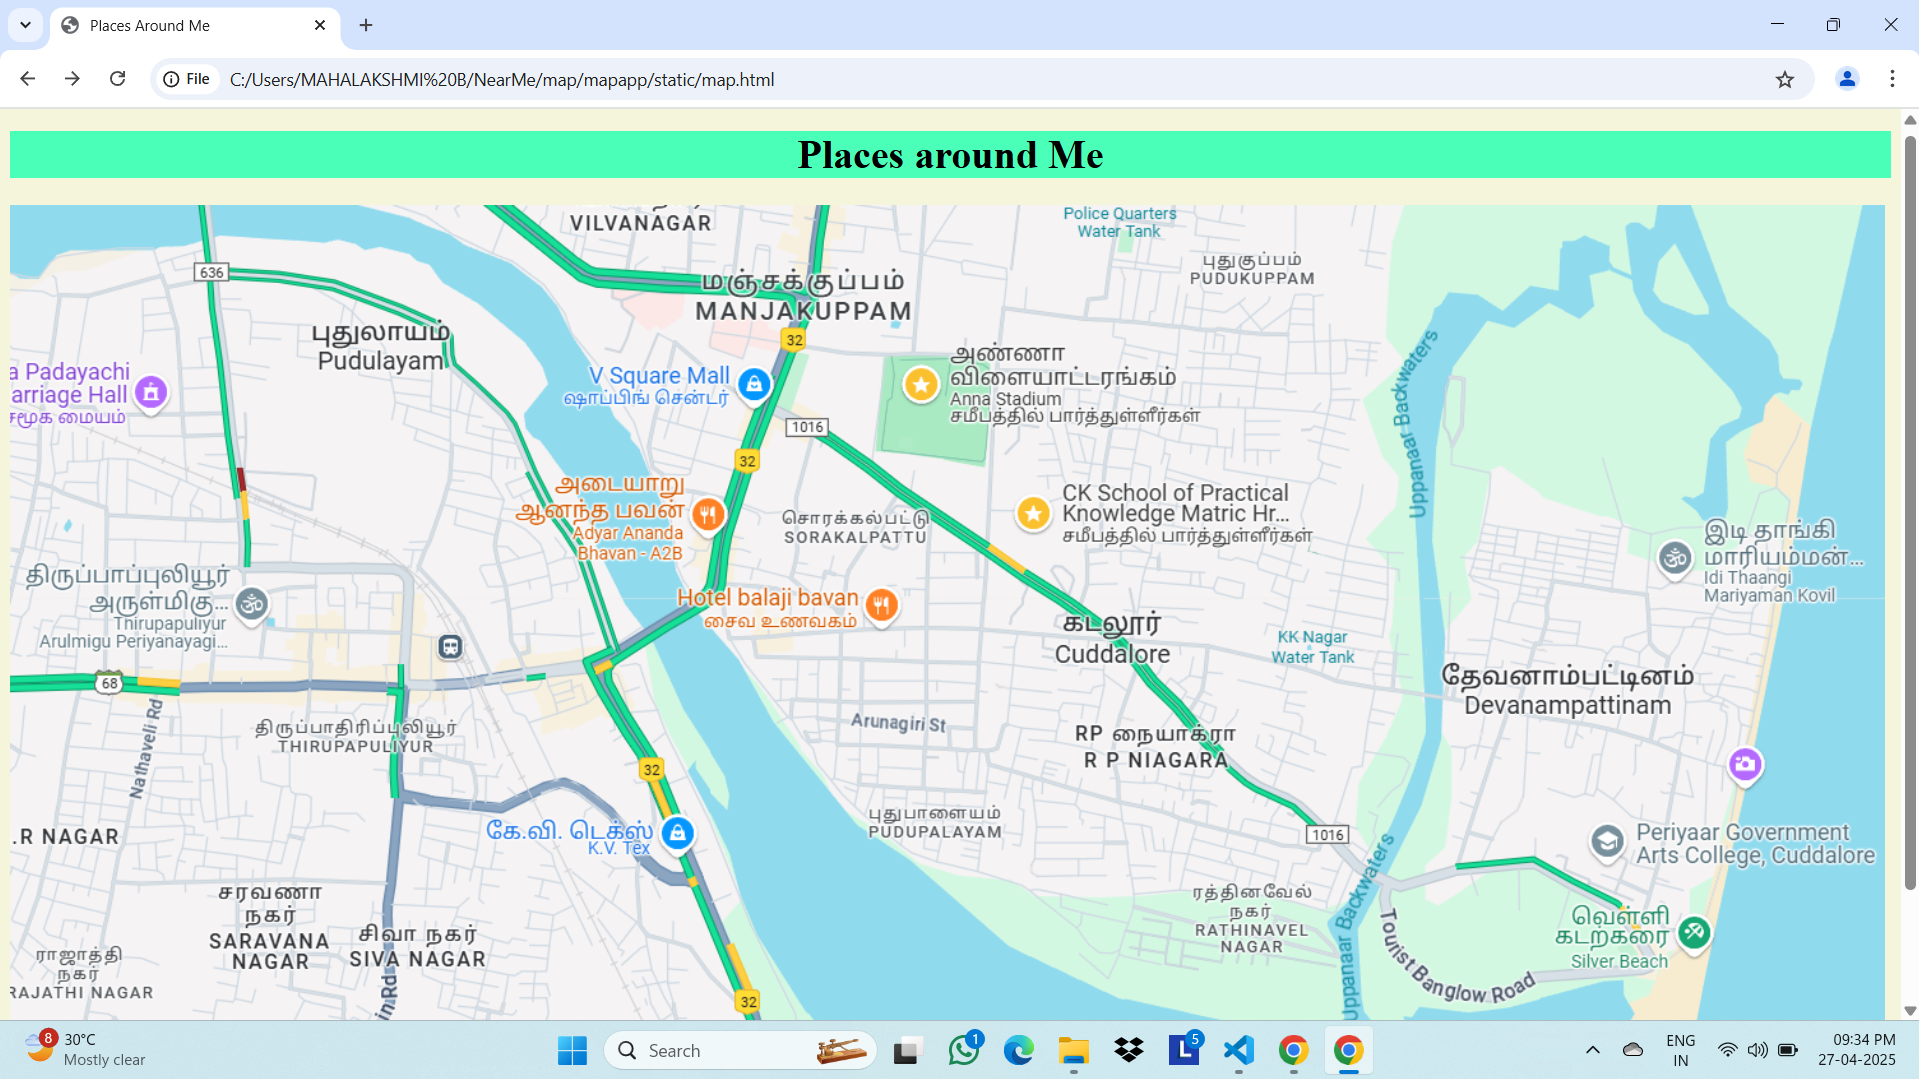 Places Around Me
File
C:/Users/MAHALAKSHMI%20B/NearMe/map/mapapp/static/map.html
Places around Me
VILVANAGAR
Police Quarters
Water Tank
புதுகுப்பம்
PUDUKUPPAM
636
மஞ்சக்குப்பம்
MANJAKUPPAM
32
புதுலாயம்
Pudulayam
a Padayachi
arriage Hall
சமூக மையம்
V Square Mall
ஷாப்பிங் சென்டர்
அண்ணா
விளையாட்டரங்கம்
Anna Stadium
சமீபத்தில் பார்த்துள்ளீர்கள்
1016
32
Uppanaar Backwaters
அடையாறு
ஆனந்த பவன்
Adyar Ananda
Bhavan - A2B
சொரக்கல்பட்டு
SORAKALPATTU
CK School of Practical
Knowledge Matric Hr...
சமீபத்தில் பார்த்துள்ளீர்கள்
இடி தாங்கி
மாரியம்மன்...
Idi Thaangi
Mariyaman Kovil
திருப்பாப்புலியூர்
அருள்மிகு...
Thirupapuliyur
Arulmigu Periyanayagi...
Hotel balaji bavan
சைவ உணவகம்
கடலூர்
Cuddalore
KK Nagar
Water Tank
தேவனாம்பட்டினம்
Devanampattinam
68
Nathaveli Rd
திருப்பாதிரிப்புலியூர்
THIRUPAPULIYUR
Arunagiri St
RP நையாக்ரா
R P NIAGARA
32
புதுபாளையம்
PUDUPALAYAM
.R NAGAR
கே.வி. டெக்ஸ்
K.V. Tex
1016
Periyaar Government
Arts College, Cuddalore
சரவணா
நகர்
SARAVANA
NAGAR
சிவா நகர்
SIVA NAGAR
ரத்தினவேல்
நகர்
RATHINAVEL
NAGAR
Uppanaar Backwaters
Tourist Banglow Road
வெள்ளி
கடற்கரை
Silver Beach
ராஜாத்தி
நகர்
RAJATHI NAGAR
in Rd
32
8
30°C
Mostly clear
Search
1
L
5
ENG
IN
09:34 PM
27-04-2025